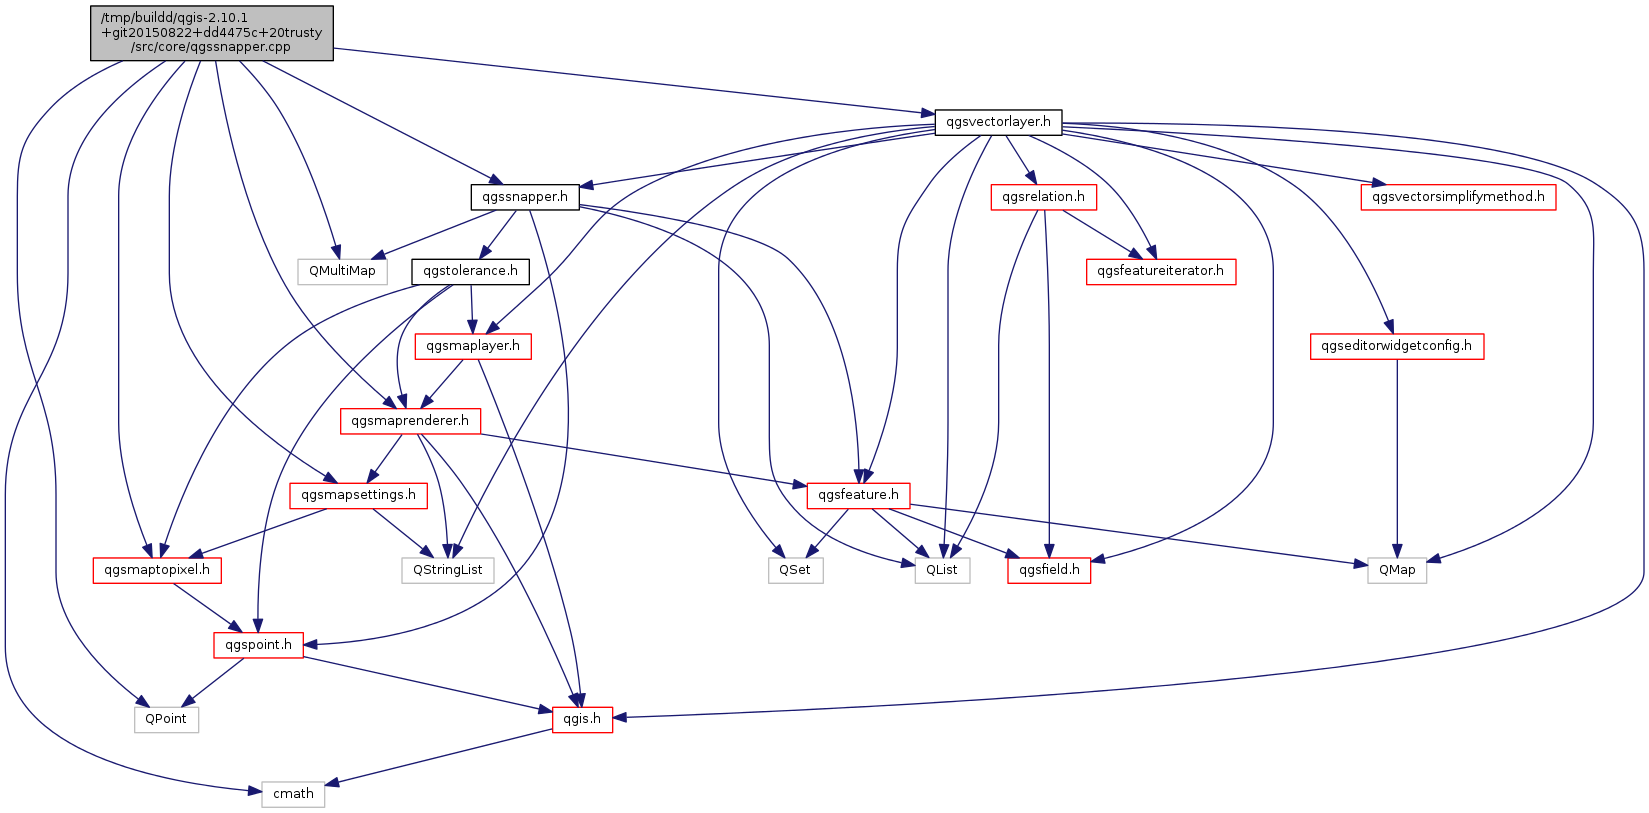 /tmp/buildd/qgis-2.10.1
+git20150822+dd4475c+20trusty
/src/core/qgssnapper.cpp
qgsvectorlayer.h
qgssnapper.h
qgsrelation.h
qgsvectorsimplifymethod.h
QMultiMap
qgstolerance.h
qgsfeatureiterator.h
qgsmaplayer.h
qgseditorwidgetconfig.h
qgsmaprenderer.h
qgsmapsettings.h
qgsfeature.h
qgsmaptopixel.h
QStringList
QSet
QList
qgsfield.h
QMap
qgspoint.h
QPoint
qgis.h
cmath